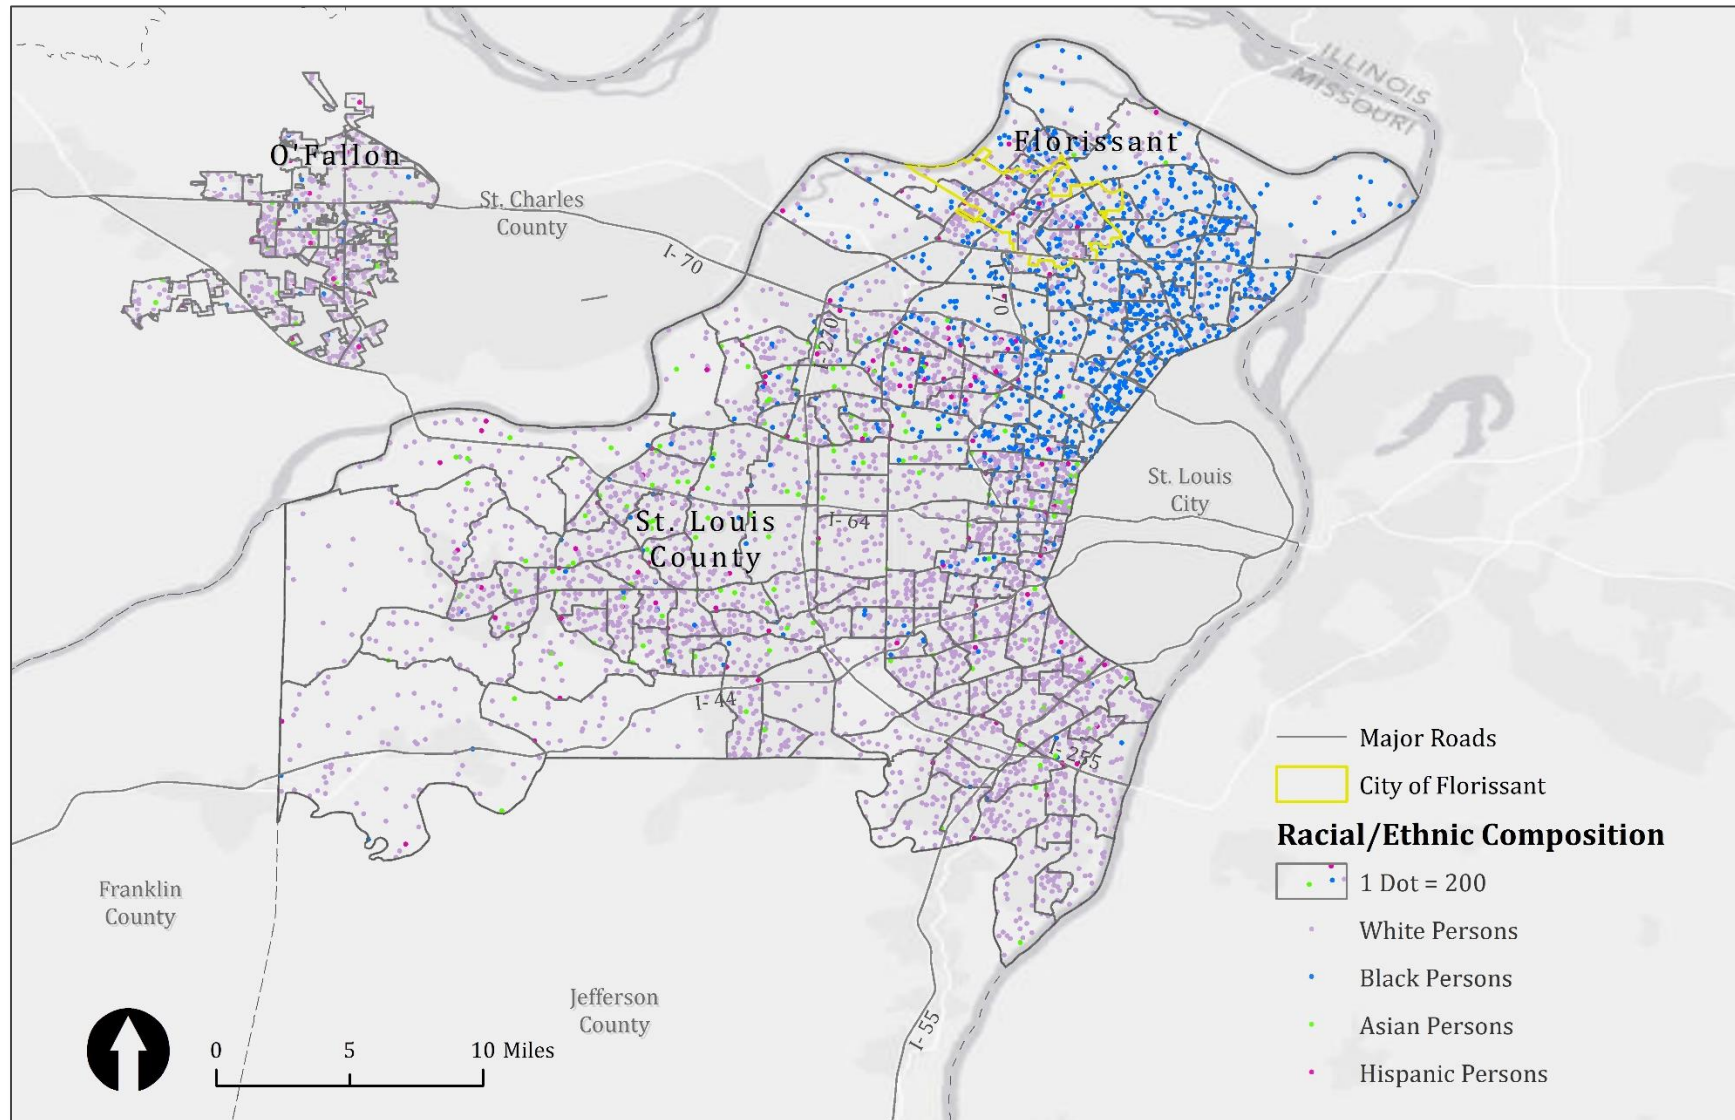 ILLINOIS
MISSOURI
O'Fallon
Florissant
St. Charles
County
I- 70
I- 270
St. Louis
City
St. Louis
County
I- 64
I- 44
I- 255
Major Roads
City of Florissant
Racial/Ethnic Composition
1 Dot = 200
White Persons
Black Persons
Asian Persons
Hispanic Persons
Franklin
County
Jefferson
County
I- 55
0 5 10 Miles